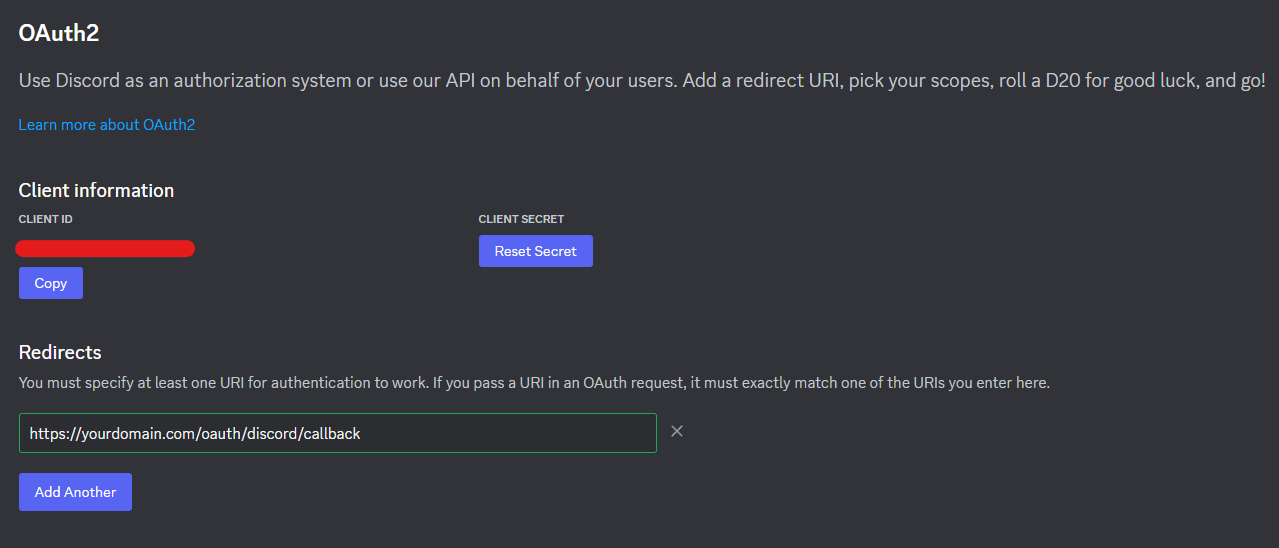 OAuth2
Use Discord as an authorization system or use our API on behalf of your users. Add a redirect URI, pick your scopes, roll a D20 for good luck, and go!
Learn more about OAuth2
Client information
CLIENT ID
CLIENT SECRET
Reset Secret
Copy
Redirects
You must specify at least one URI for authentication to work. If you pass a URI in an OAuth request, it must exactly match one of the URIs you enter here.
https://yourdomain.com/oauth/discord/callback
Add Another